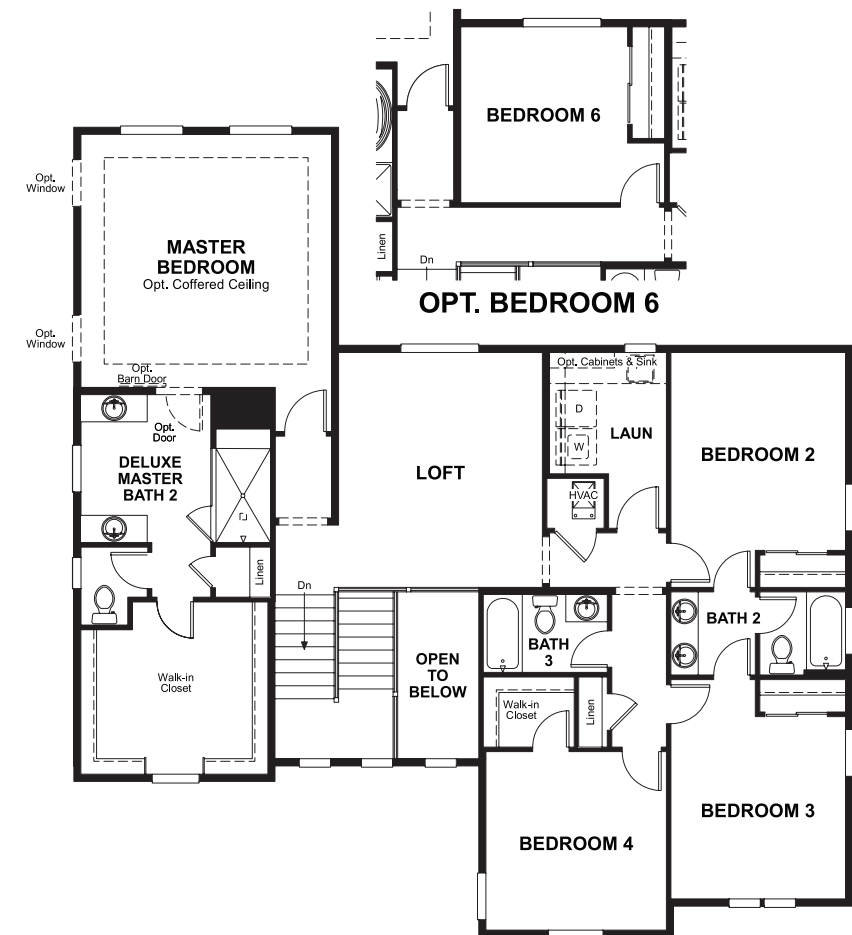 BEDROOM 6
Linen
Dn
OPT. BEDROOM 6
Opt.
Window
MASTER
BEDROOM
Opt. Coffered Ceiling
Opt.
Window
Opt.
Barn Door
Opt.
Door
DELUXE
MASTER
BATH 2
Linen
Walk-in
Closet
Dn
LOFT
OPEN
TO
BELOW
Opt. Cabinets & Sink
D
W
LAUN
HVAC
BEDROOM 2
BATH 2
BATH
3
Walk-in
Closet
Linen
BEDROOM 3
BEDROOM 4